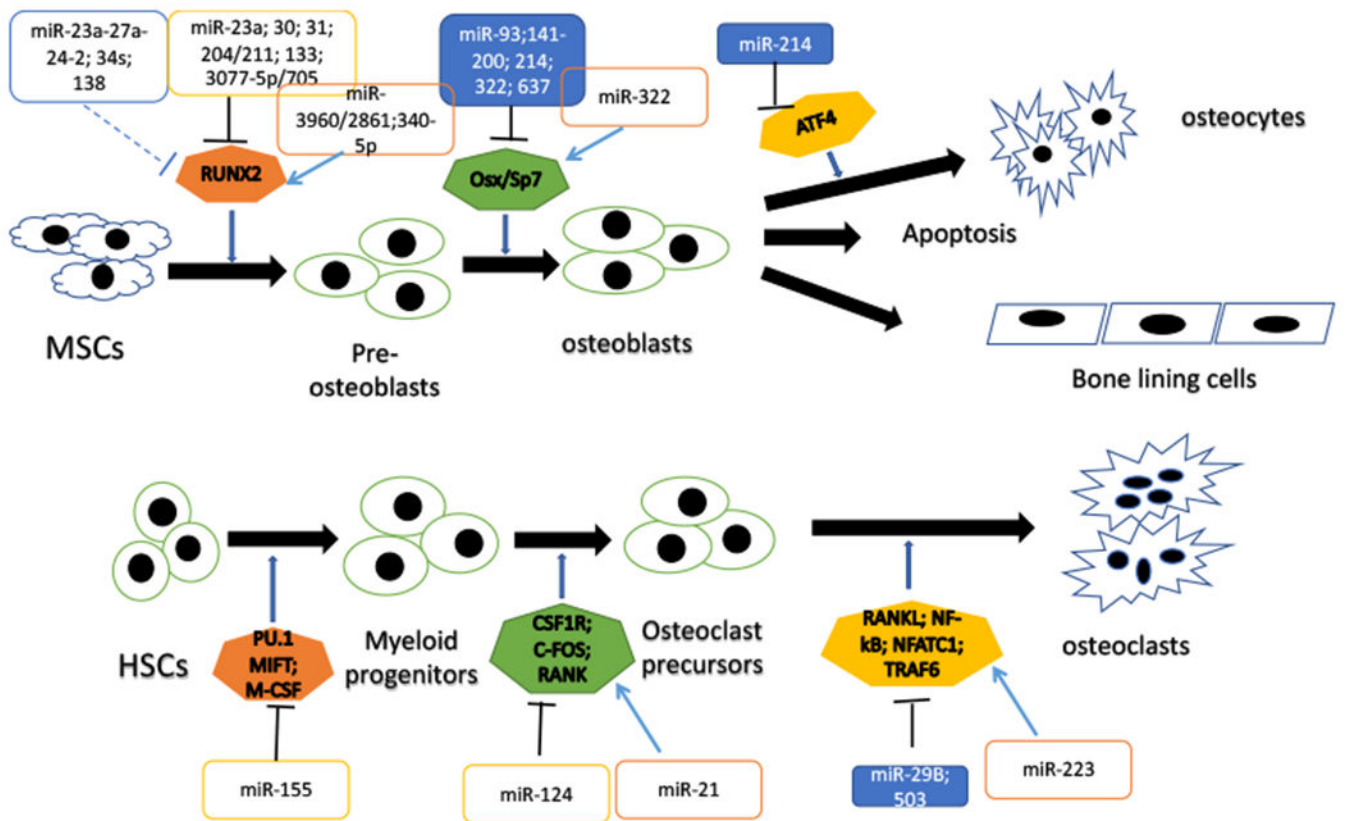 miR-23a-27a-
24-2; 34s;
138
miR-23a; 30; 31;
204/211; 133;
3077-5p/705
miR-
3960/2861;340-
5p
miR-93;141-
200; 214;
322; 637
miR-322
miR-214
RUNX2
Osx/Sp7
ATF4
osteocytes
Apoptosis
MSCs
Pre-
osteoblasts
osteoblasts
Bone lining cells
HSCs
PU.1
MIFT;
M-CSF
Myeloid
progenitors
CSF1R;
C-FOS;
RANK
Osteoclast
precursors
RANKL; NF-
kB; NFATC1;
TRAF6
osteoclasts
miR-155
miR-124
miR-21
miR-29B;
503
miR-223